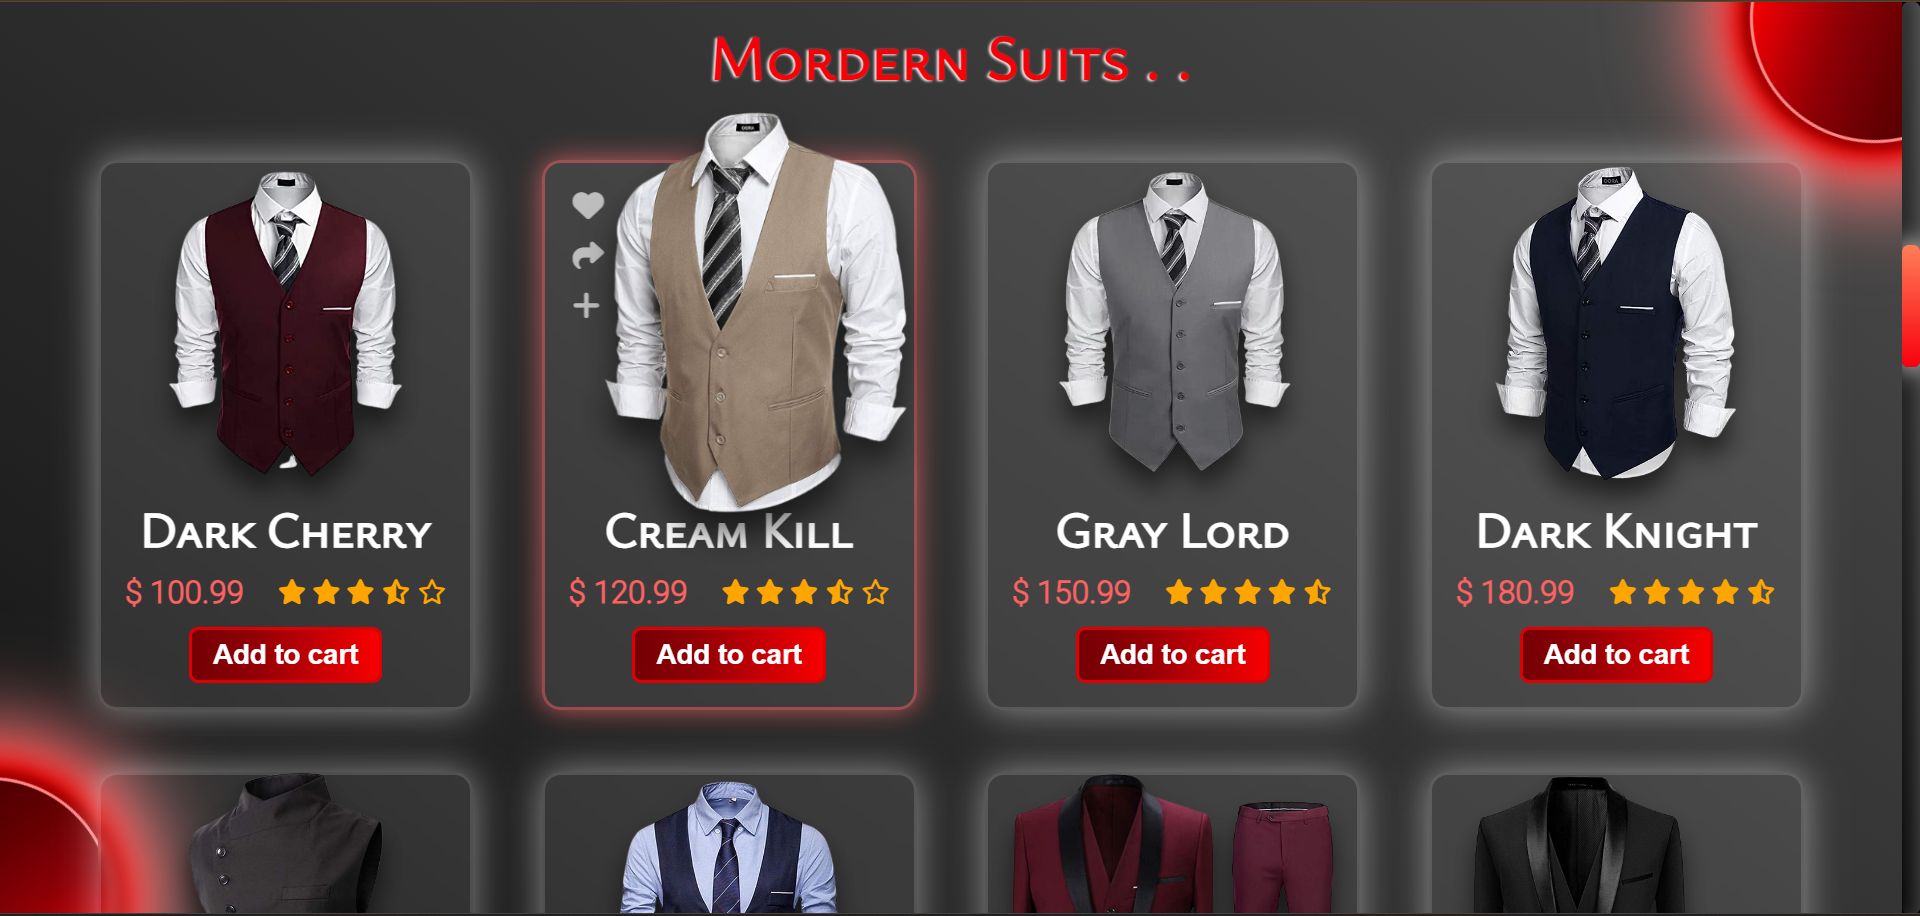 Mordern Suits . .
Dark Cherry
$ 100.99
Add to cart
Cream Kill
$ 120.99
Add to cart
Gray Lord
$ 150.99
Add to cart
Dark Knight
$ 180.99
Add to cart